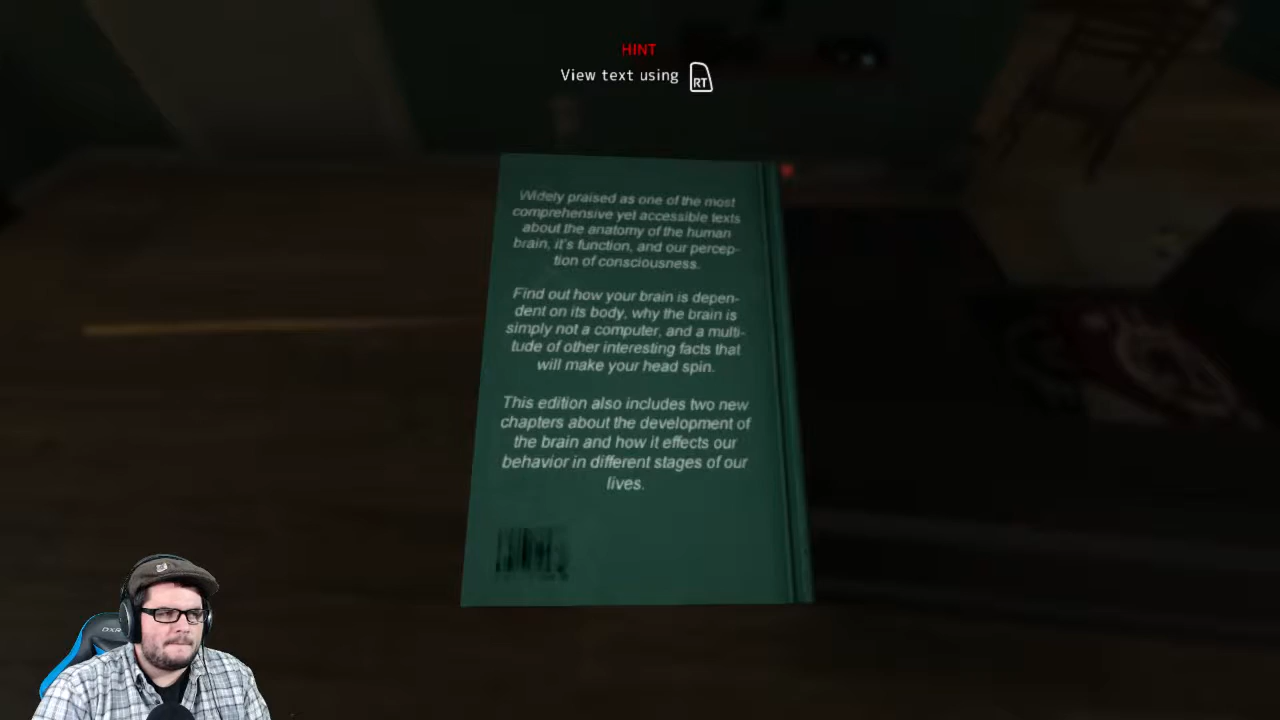 HINT
View text using RT
Widely praised as one of the most
comprehensive yet accessible texts
about the anatomy of the human
brain, it's function, and our percep-
tion of consciousness.
Find out how your brain is depen-
dent on its body, why the brain is
simply not a computer, and a multi-
tude of other interesting facts that
will make your head spin.
This edition also includes two new
chapters about the development of
the brain and how it effects our
behavior in different stages of our
lives.
DXR